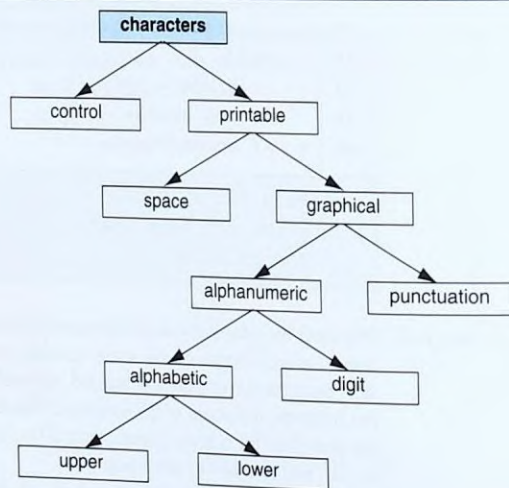 characters
control
printable
space
graphical
alphanumeric
punctuation
alphabetic
digit
upper
lower